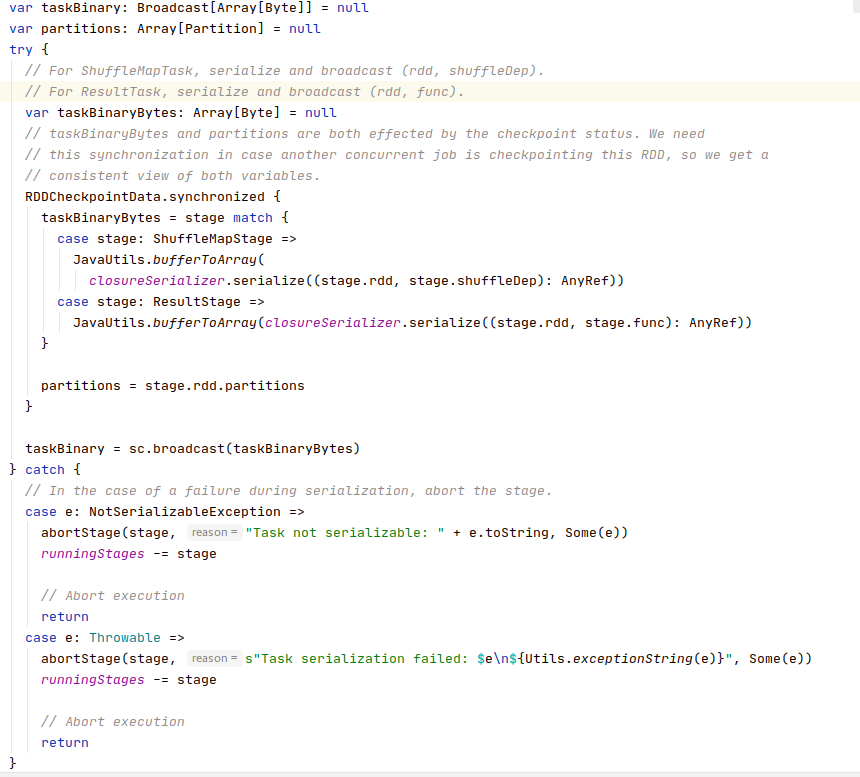 var taskBinary: Broadcast[Array[Byte]] = null
var partitions: Array[Partition] = null
try {
  // For ShuffleMapTask, serialize and broadcast (rdd, shuffleDep).
  // For ResultTask, serialize and broadcast (rdd, func).
  var taskBinaryBytes: Array[Byte] = null
  // taskBinaryBytes and partitions are both effected by the checkpoint status. We need
  // this synchronization in case another concurrent job is checkpointing this RDD, so we get a
  // consistent view of both variables.
  RDDCheckpointData.synchronized {
    taskBinaryBytes = stage match {
      case stage: ShuffleMapStage =>
        JavaUtils.bufferToArray(
          closureSerializer.serialize((stage.rdd, stage.shuffleDep): AnyRef))
      case stage: ResultStage =>
        JavaUtils.bufferToArray(closureSerializer.serialize((stage.rdd, stage.func): AnyRef))
    }

    partitions = stage.rdd.partitions
  }

  taskBinary = sc.broadcast(taskBinaryBytes)
} catch {
  // In the case of a failure during serialization, abort the stage.
  case e: NotSerializableException =>
    abortStage(stage, reason = "Task not serializable: " + e.toString, Some(e))
    runningStages -= stage

    // Abort execution
    return
  case e: Throwable =>
    abortStage(stage, reason = s"Task serialization failed: $e\n${Utils.exceptionString(e)}", Some(e))
    runningStages -= stage

    // Abort execution
    return
}